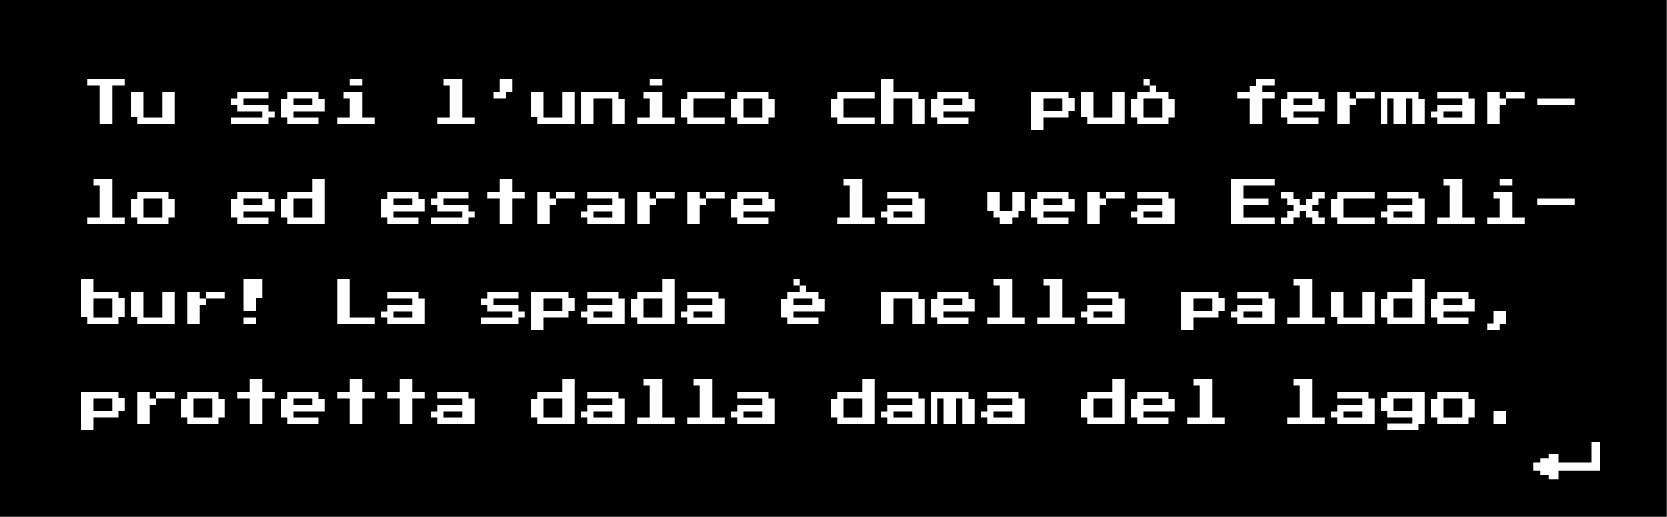 Tu sei l’unico che può fermar-
lo ed estrarre la vera Excali-
bur! La spada è nella palude,
protetta dalla dama del lago.